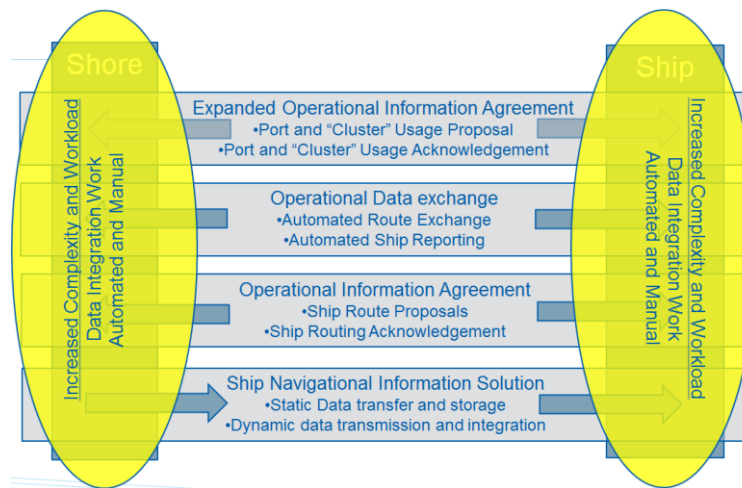 Shore
Ship
Increased Complexity and Workload
Data Integration Work
Automated and Manual
Expanded Operational Information Agreement
•Port and “Cluster” Usage Proposal
•Port and “Cluster” Usage Acknowledgement
Operational Data exchange
•Automated Route Exchange
•Automated Ship Reporting
Operational Information Agreement
•Ship Route Proposals
•Ship Routing Acknowledgement
Ship Navigational Information Solution
•Static Data transfer and storage
•Dynamic data transmission and integration
Increased Complexity and Workload
Data Integration Work
Automated and Manual